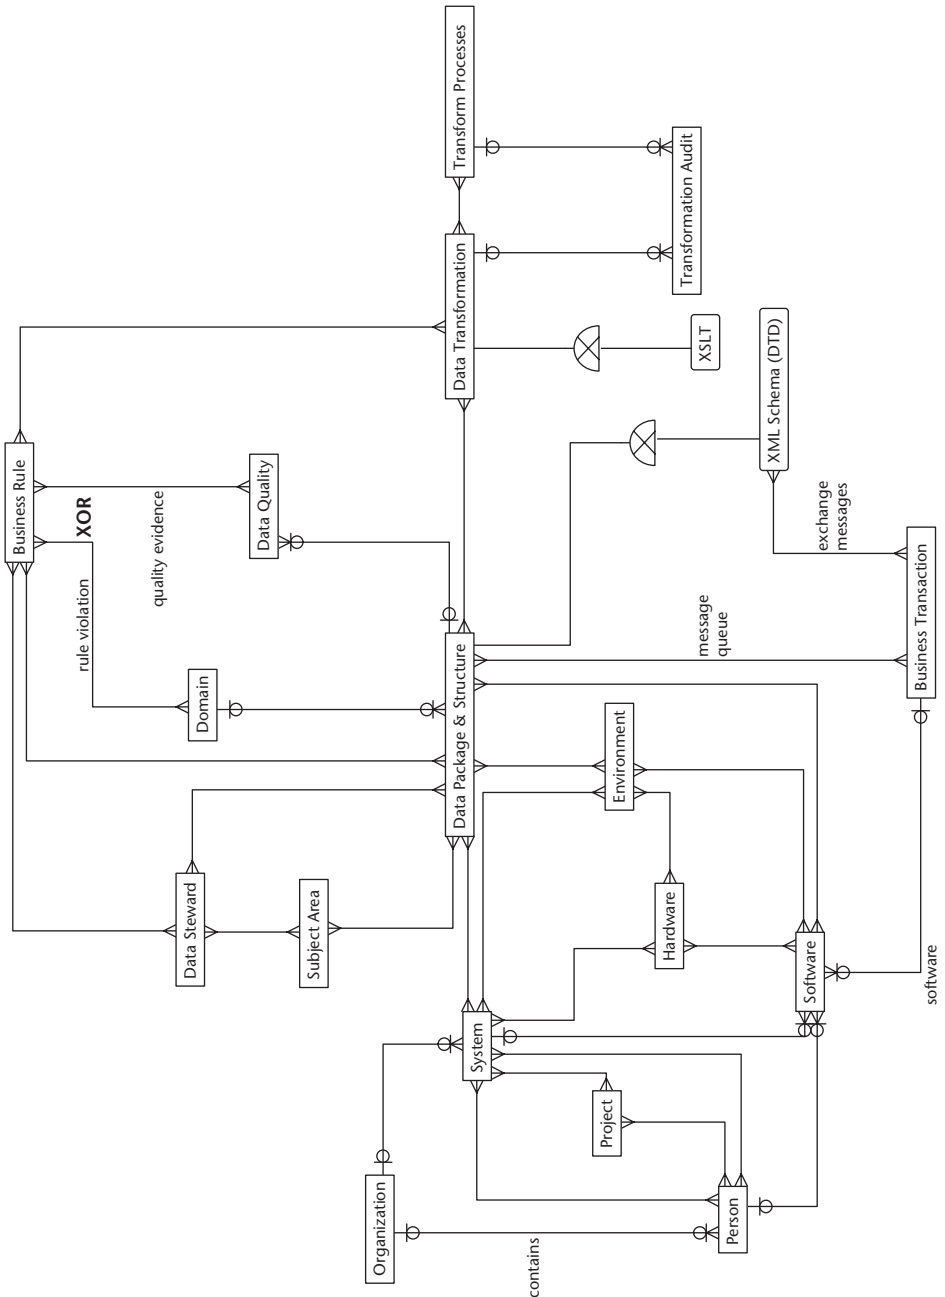 Business Rule
XOR
rule violation
quality evidence
Data Steward
Domain
Data Quality
Subject Area
Organization
System
Data Package & Structure
Data Transformation
Transform Processes
contains
Project
Environment
Hardware
Transformation Audit
XSLT
Person
message
queue
XML Schema (DTD)
Software
exchange
messages
Business Transaction
software